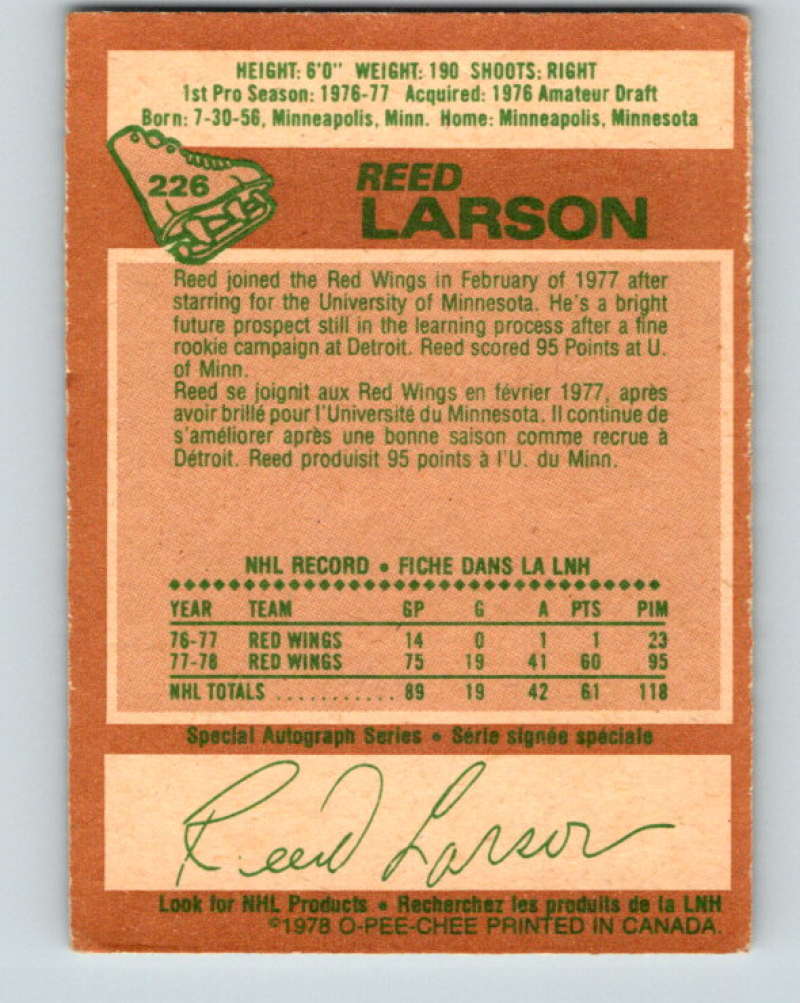 HEIGHT: 6'0" WEIGHT: 190 SHOOTS: RIGHT
1st Pro Season: 1976-77 Acquired: 1976 Amateur Draft
Born: 7-30-56, Minneapolis, Minn. Home: Minneapolis, Minnesota
226
REED
LARSON
Reed joined the Red Wings in February of 1977 after
starring for the University of Minnesota. He's a bright
future prospect still in the learning process after a fine
rookie campaign at Detroit. Reed scored 95 Points at U.
of Minn.
Reed se joignit aux Red Wings en février 1977, après
avoir brillé pour l'Université du Minnesota. Il continue de
s'améliorer après une bonne saison comme recrue à
Détroit. Reed produisit 95 points à l'U. du Minn.
NHL RECORD • FICHE DANS LA LNH
YEAR TEAM GP G A PTS PIM
76-77 RED WINGS 14 0 1 1 23
77-78 RED WINGS 75 19 41 60 95
NHL TOTALS ........... 89 19 42 61 118
Special Autograph Series • Série signée spéciale
Reed Larson
Look for NHL Products • Recherchez les produits de la LNH
©1978 O-PEE-CHEE PRINTED IN CANADA.